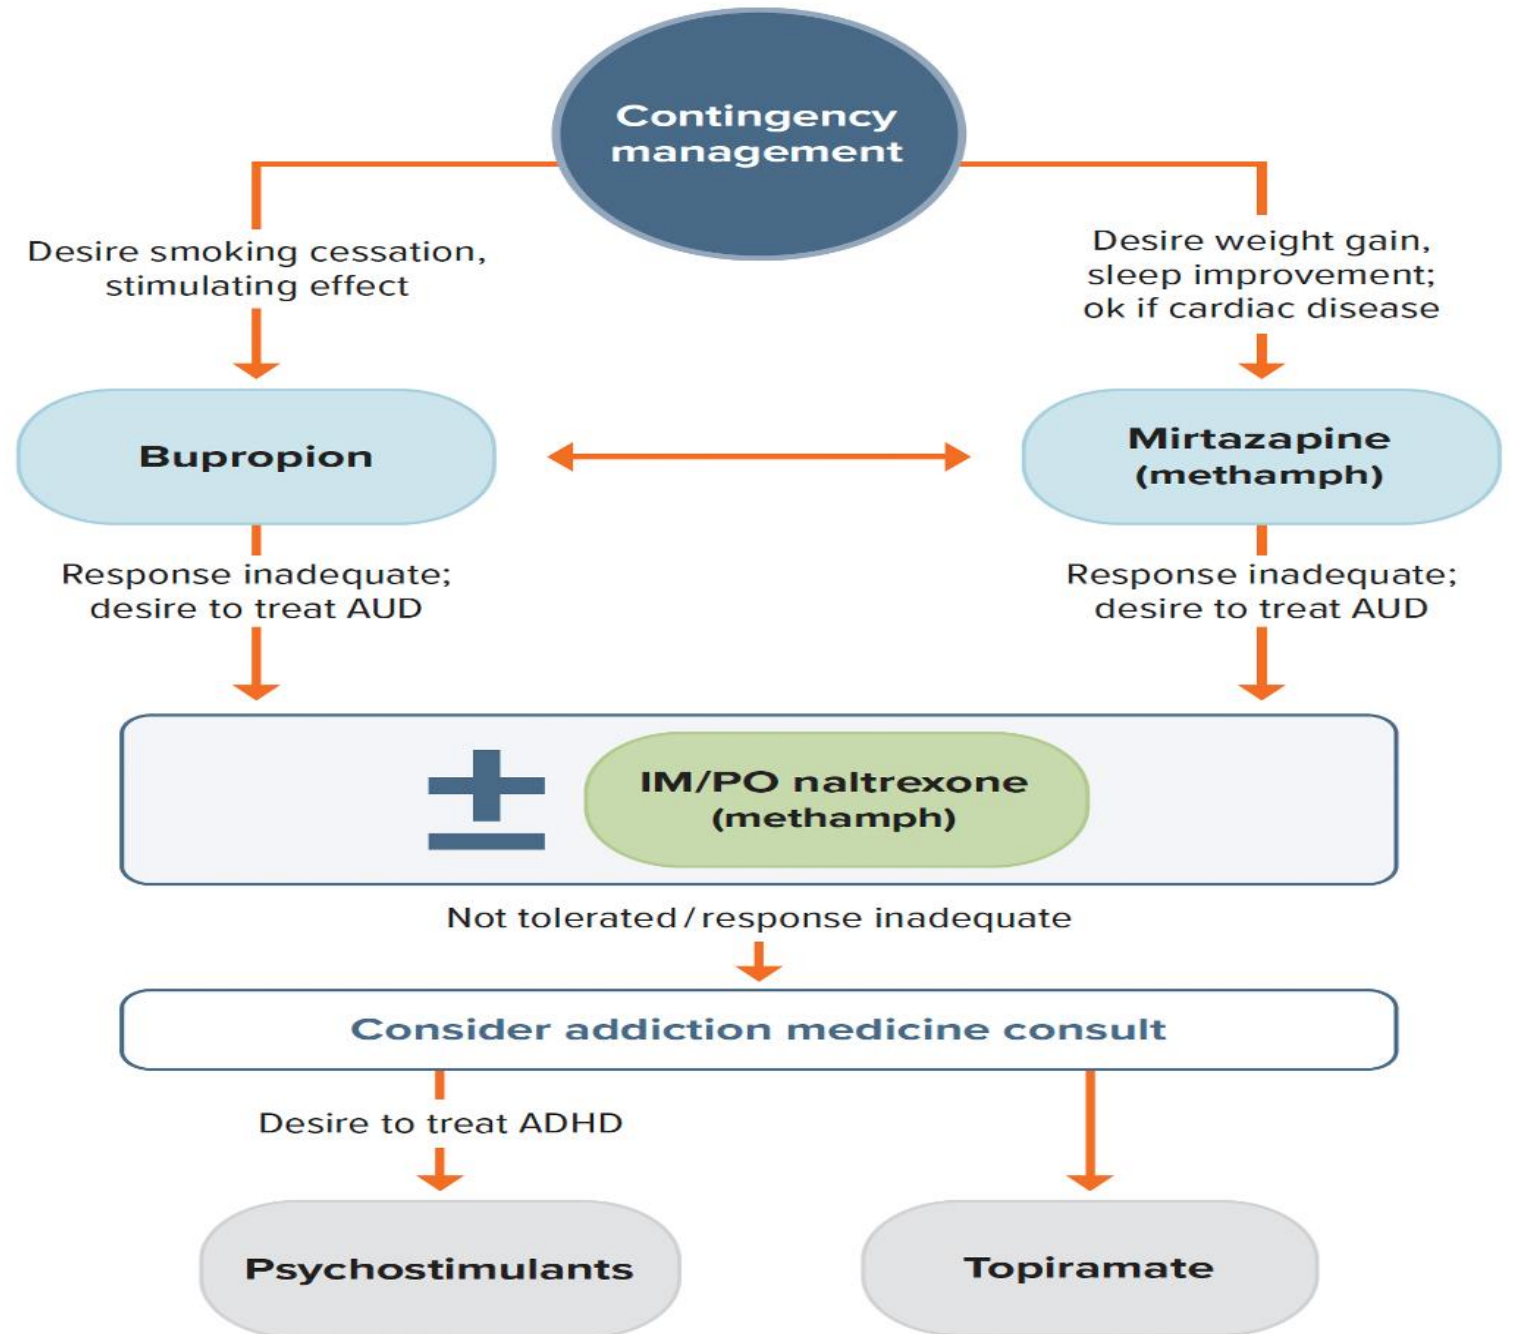 Contingency
management
Desire smoking cessation,
stimulating effect
Desire weight gain,
sleep improvement;
ok if cardiac disease
Bupropion
Mirtazapine
(methamph)
Response inadequate;
desire to treat AUD
Response inadequate;
desire to treat AUD
±
IM/PO naltrexone
(methamph)
Not tolerated/response inadequate
Consider addiction medicine consult
Desire to treat ADHD
Psychostimulants
Topiramate